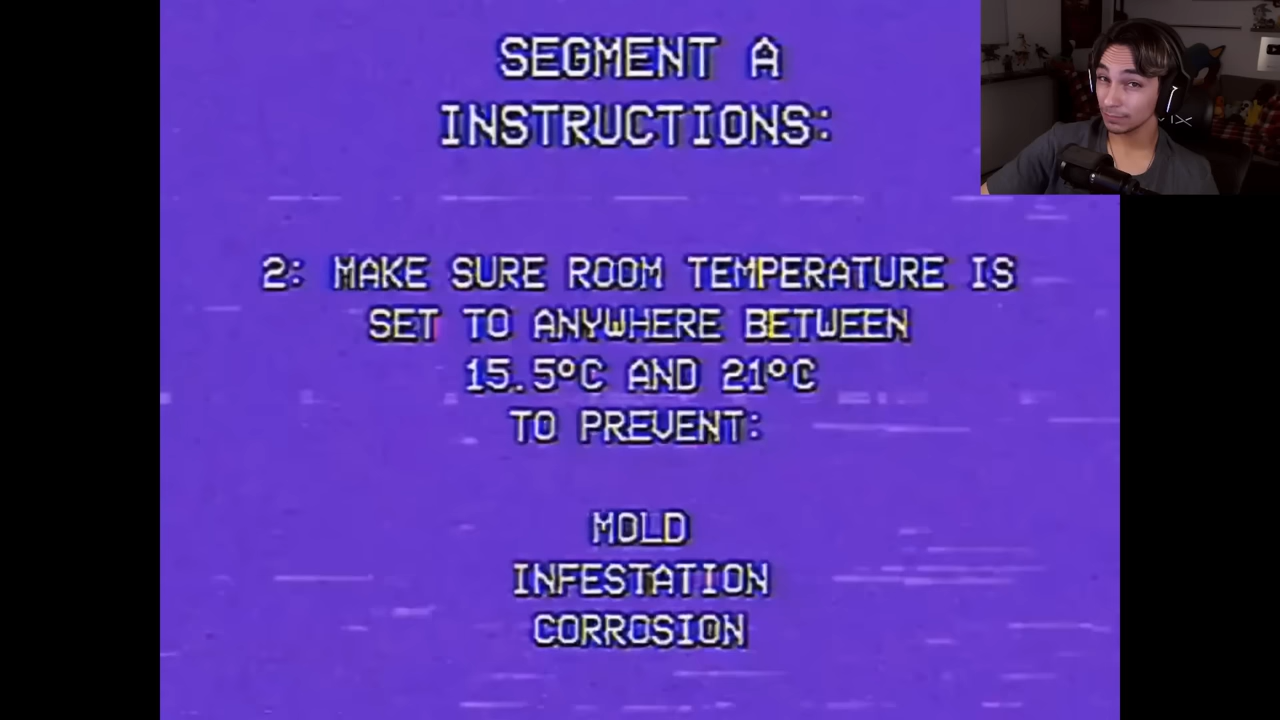 SEGMENT A
INSTRUCTIONS:
2: MAKE SURE ROOM TEMPERATURE IS
SET TO ANYWHERE BETWEEN
15.5°C AND 21°C
TO PREVENT:
MOLD
INFESTATION
CORROSION